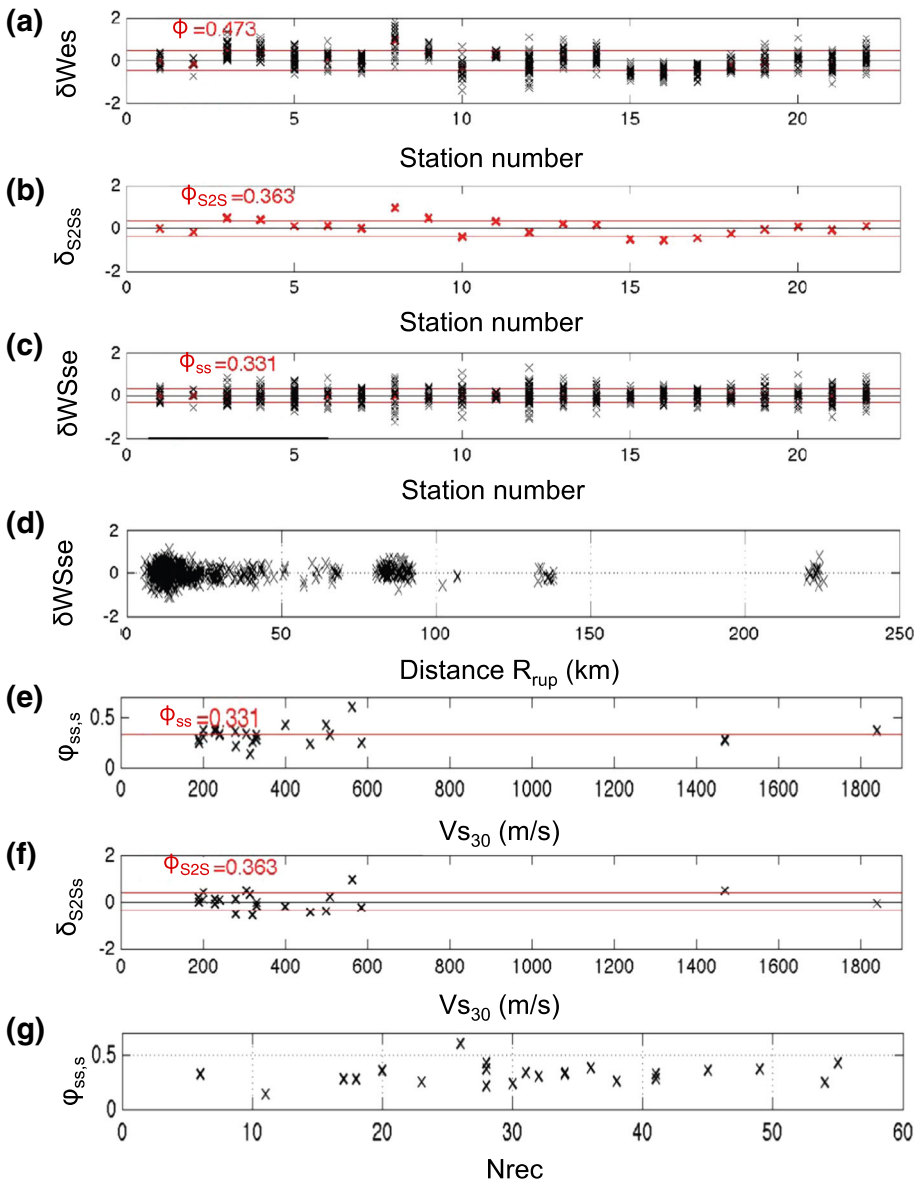 (a)
2
Φ=0.473
δWes
0
-2
5
10
15
20
Station number
(b)
2
ΦS2S=0.363
δS2Ss
0
-2
5
10
15
20
Station number
(c)
2
Φss=0.331
δWSse
0
-2
5
10
15
20
Station number
(d)
2
δWSse
0
-2
0
50
100
150
200
250
Distance Rrup (km)
(e)
Φss=0.331
0.5
φss,s
0
0 200 400 600 800 1000 1200 1400 1600 1800
Vs30 (m/s)
(f)
2
ΦS2S=0.363
δS2Ss
0
-2
0 200 400 600 800 1000 1200 1400 1600 1800
Vs30 (m/s)
(g)
φss,s
0.5
0
0 10 20 30 40 50 60
Nrec